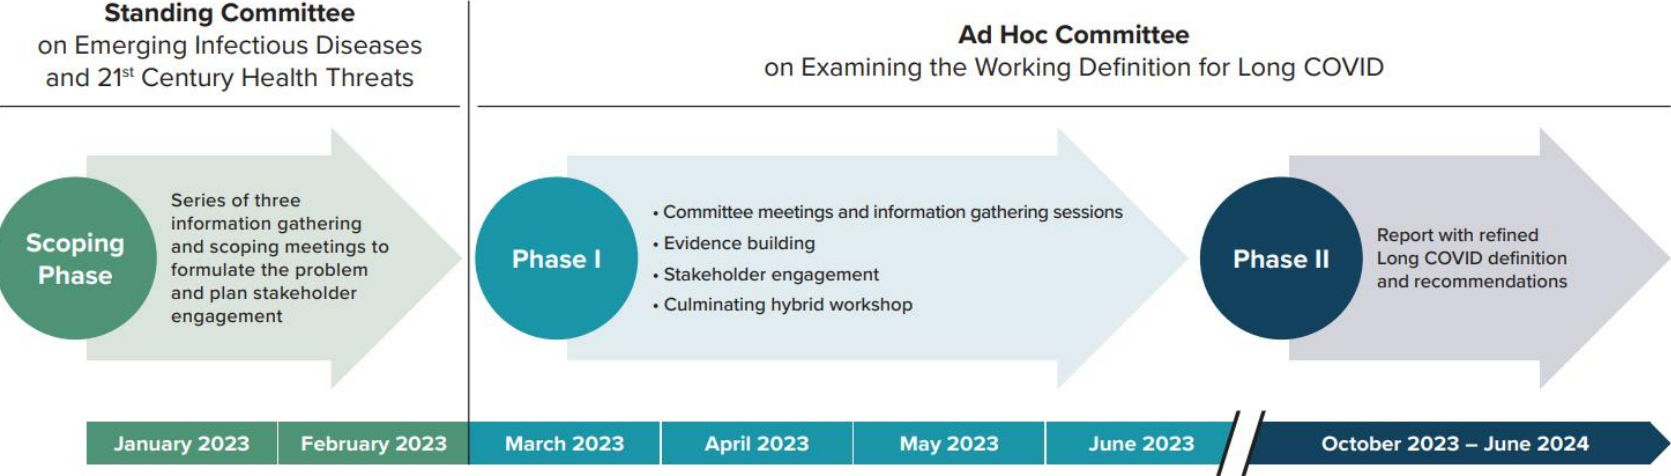 Standing Committee
on Emerging Infectious Diseases
and 21st Century Health Threats
Ad Hoc Committee
on Examining the Working Definition for Long COVID
Scoping
Phase
Series of three
information gathering
and scoping meetings to
formulate the problem
and plan stakeholder
engagement
Phase I
• Committee meetings and information gathering sessions
• Evidence building
• Stakeholder engagement
• Culminating hybrid workshop
Phase II
Report with refined
Long COVID definition
and recommendations
January 2023
February 2023
March 2023
April 2023
May 2023
June 2023
October 2023 – June 2024